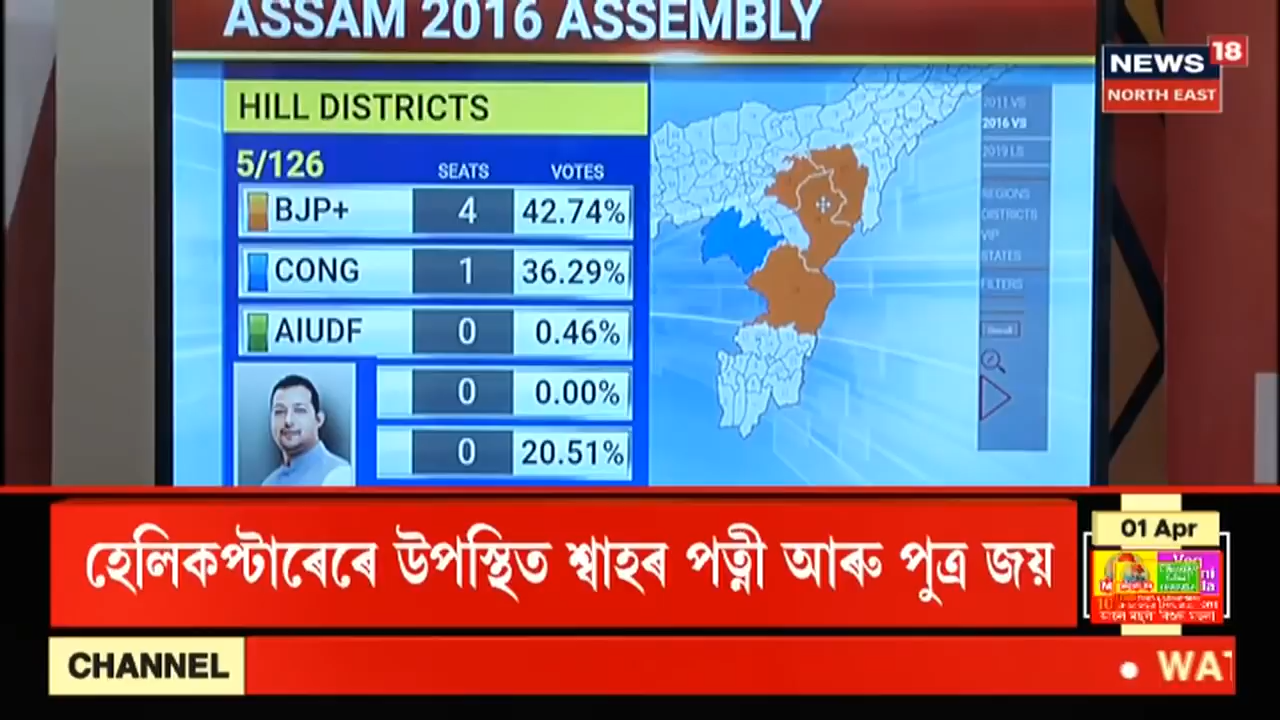 ASSAM 2016 ASSEMBLY
NEWS 18
NORTH EAST
HILL DISTRICTS
5/126
SEATS VOTES
BJP+ 4 42.74%
CONG 1 36.29%
AIUDF 0 0.46%
0 0.00%
0 20.51%
2011 VS
2016 VS
2019 LS
REGIONS
DISTRICTS
VIP
STATES
FILTERS
হেলিকপ্টাৰেৰে উপস্থিত শ্বাহৰ পত্নী আৰু পুত্ৰ জয়
01 Apr
CHANNEL
• WAT